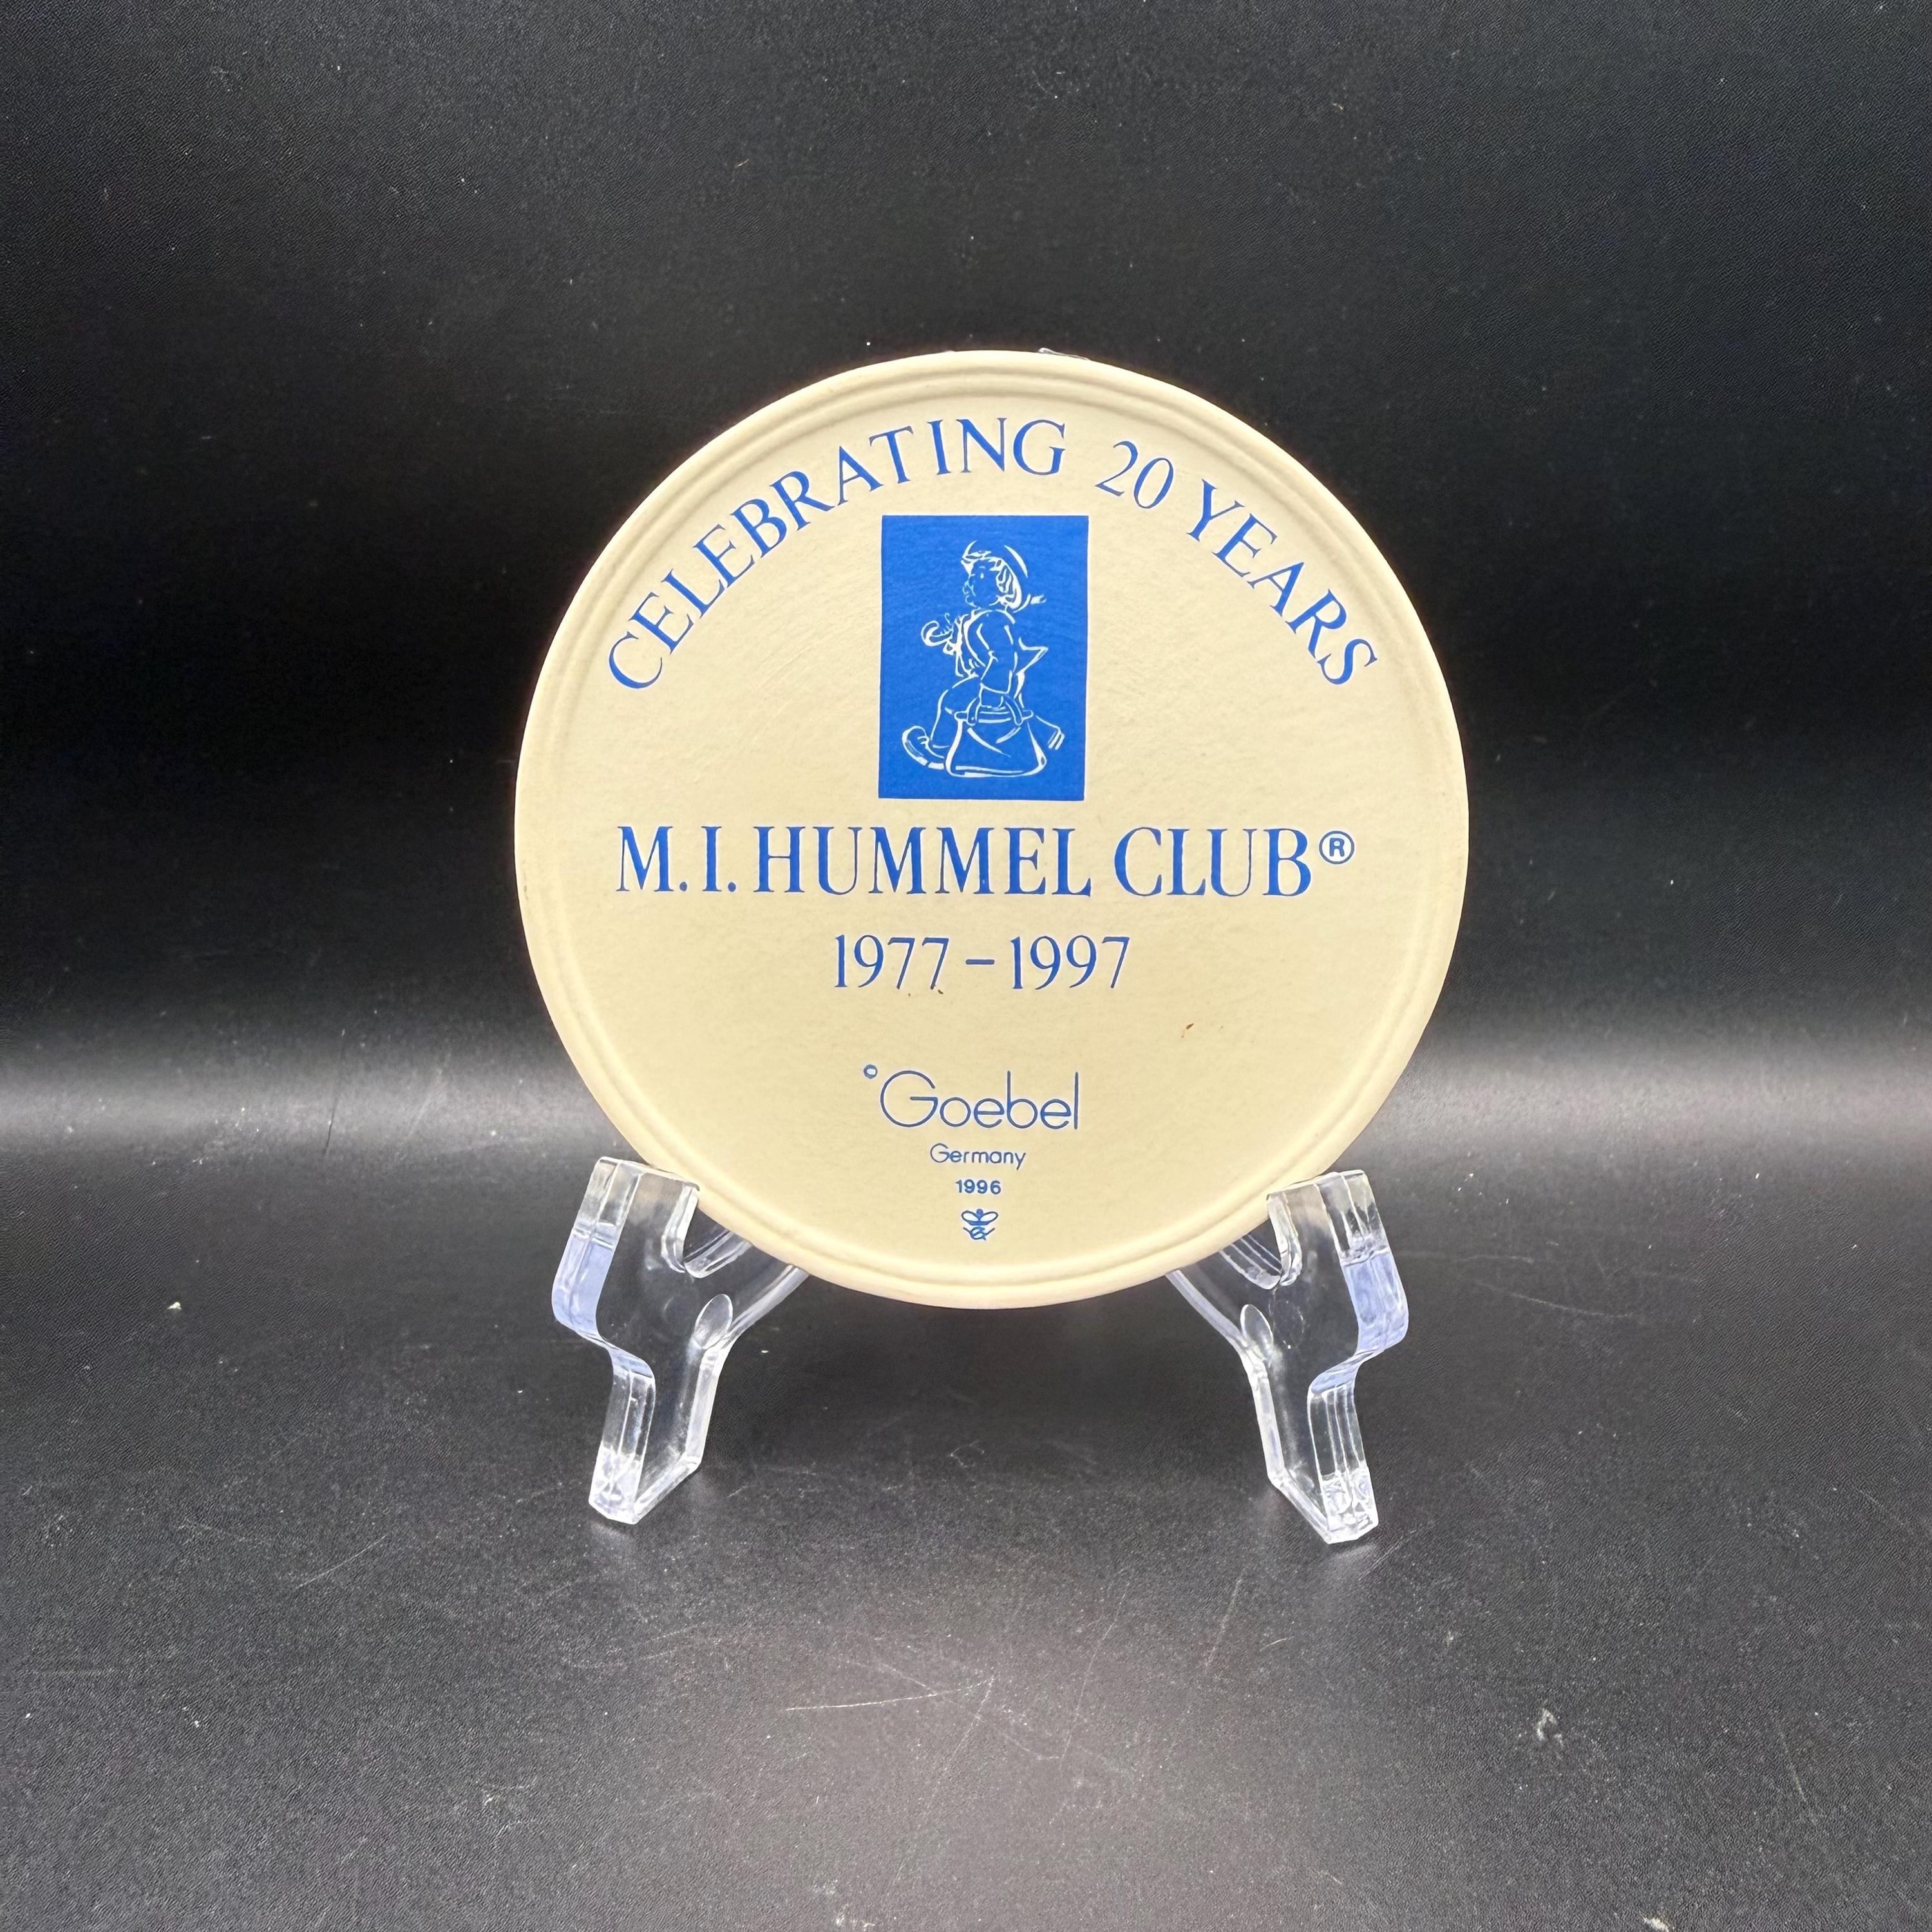 CELEBRATING 20 YEARS
M.I. HUMMEL CLUB®
1977-1997
©Goebel
Germany
1996